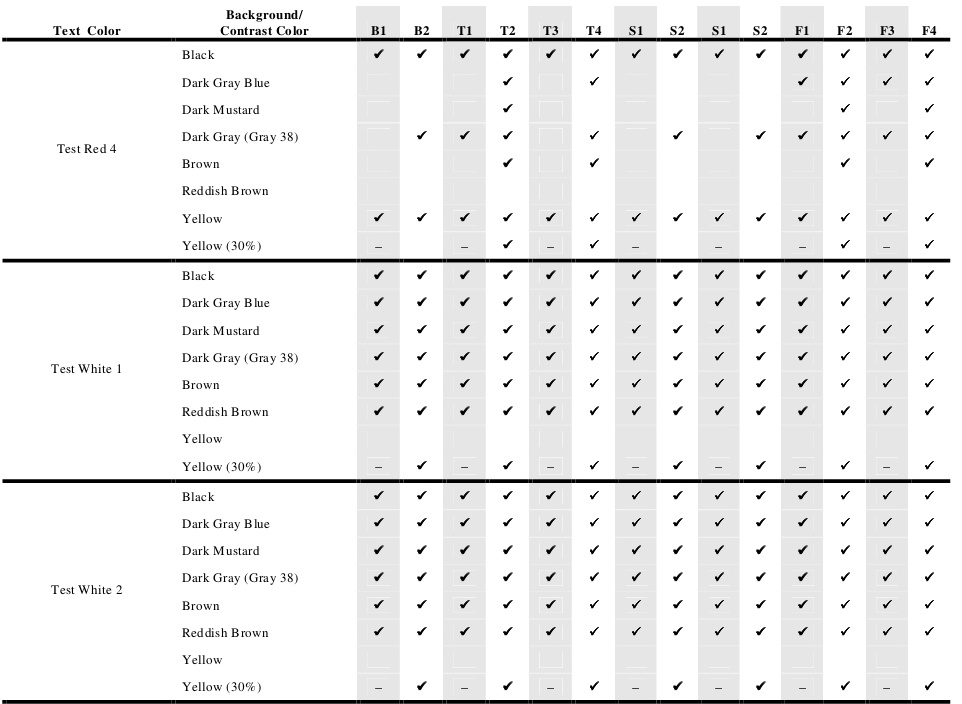 Text Color Background/ Contrast Color B1 B2 T1 T2 T3 T4 S1 S2 S1 S2 F1 F2 F3 F4
Test Red 4
Black ✔ ✔ ✔ ✔ ✔ ✔ ✔ ✔ ✔ ✔ ✔ ✔ ✔ ✔
Dark Gray Blue ✔ ✔ ✔ ✔ ✔ ✔
Dark Mustard ✔ ✔ ✔
Dark Gray (Gray 38) ✔ ✔ ✔ ✔ ✔ ✔ ✔ ✔ ✔ ✔
Brown ✔ ✔ ✔ ✔
Reddish Brown
Yellow ✔ ✔ ✔ ✔ ✔ ✔ ✔ ✔ ✔ ✔ ✔ ✔ ✔ ✔
Yellow (30%) – – ✔ – ✔ – – – ✔ – ✔
Test White 1
Black ✔ ✔ ✔ ✔ ✔ ✔ ✔ ✔ ✔ ✔ ✔ ✔ ✔ ✔
Dark Gray Blue ✔ ✔ ✔ ✔ ✔ ✔ ✔ ✔ ✔ ✔ ✔ ✔ ✔ ✔
Dark Mustard ✔ ✔ ✔ ✔ ✔ ✔ ✔ ✔ ✔ ✔ ✔ ✔ ✔ ✔
Dark Gray (Gray 38) ✔ ✔ ✔ ✔ ✔ ✔ ✔ ✔ ✔ ✔ ✔ ✔ ✔ ✔
Brown ✔ ✔ ✔ ✔ ✔ ✔ ✔ ✔ ✔ ✔ ✔ ✔ ✔ ✔
Reddish Brown ✔ ✔ ✔ ✔ ✔ ✔ ✔ ✔ ✔ ✔ ✔ ✔ ✔ ✔
Yellow
Yellow (30%) – ✔ – ✔ – ✔ – ✔ – ✔ – ✔ – ✔
Test White 2
Black ✔ ✔ ✔ ✔ ✔ ✔ ✔ ✔ ✔ ✔ ✔ ✔ ✔ ✔
Dark Gray Blue ✔ ✔ ✔ ✔ ✔ ✔ ✔ ✔ ✔ ✔ ✔ ✔ ✔ ✔
Dark Mustard ✔ ✔ ✔ ✔ ✔ ✔ ✔ ✔ ✔ ✔ ✔ ✔ ✔ ✔
Dark Gray (Gray 38) ✔ ✔ ✔ ✔ ✔ ✔ ✔ ✔ ✔ ✔ ✔ ✔ ✔ ✔
Brown ✔ ✔ ✔ ✔ ✔ ✔ ✔ ✔ ✔ ✔ ✔ ✔ ✔ ✔
Reddish Brown ✔ ✔ ✔ ✔ ✔ ✔ ✔ ✔ ✔ ✔ ✔ ✔ ✔ ✔
Yellow
Yellow (30%) – ✔ – ✔ – ✔ – ✔ – ✔ – ✔ – ✔